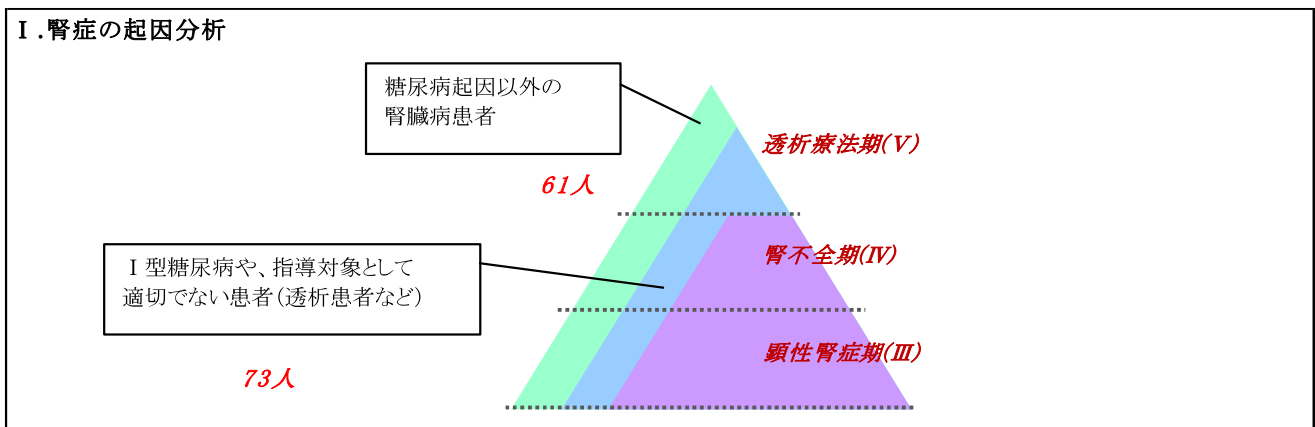 Ⅰ.腎症の起因分析
糖尿病起因以外の
腎臓病患者
透析療法期(Ⅴ)
61人
腎不全期(Ⅳ)
Ⅰ型糖尿病や、指導対象として
適切でない患者(透析患者など)
顕性腎症期(Ⅲ)
73人